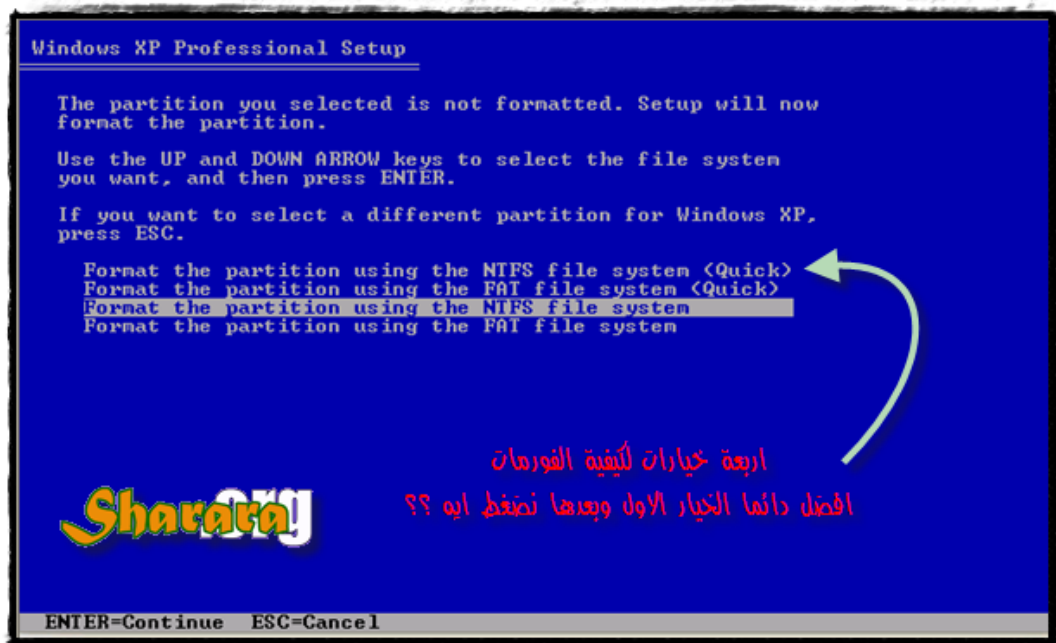 Windows XP Professional Setup
The partition you selected is not formatted. Setup will now
format the partition.
Use the UP and DOWN ARROW keys to select the file system
you want, and then press ENTER.
If you want to select a different partition for Windows XP,
press ESC.
Format the partition using the NTFS file system (Quick)
Format the partition using the FAT file system (Quick)
Format the partition using the NTFS file system
Format the partition using the FAT file system
اربعة خيارات لكيفية الفورمات
افضل دائما الخيار الاول وبعدها نضغط ايه ؟؟
Sharara.org
ENTER=Continue ESC=Cancel